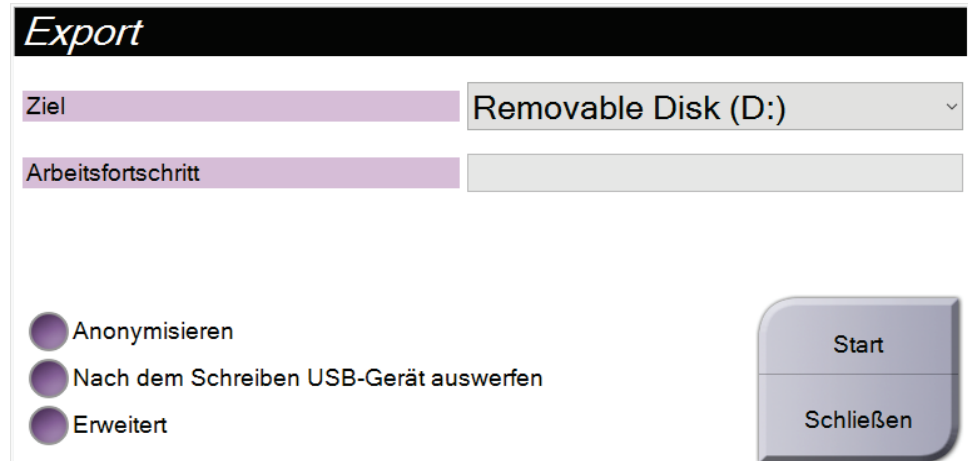 Export
Ziel
Removable Disk (D:)
Arbeitsfortschritt
Anonymisieren
Nach dem Schreiben USB-Gerät auswerfen
Erweitert
Start
Schließen